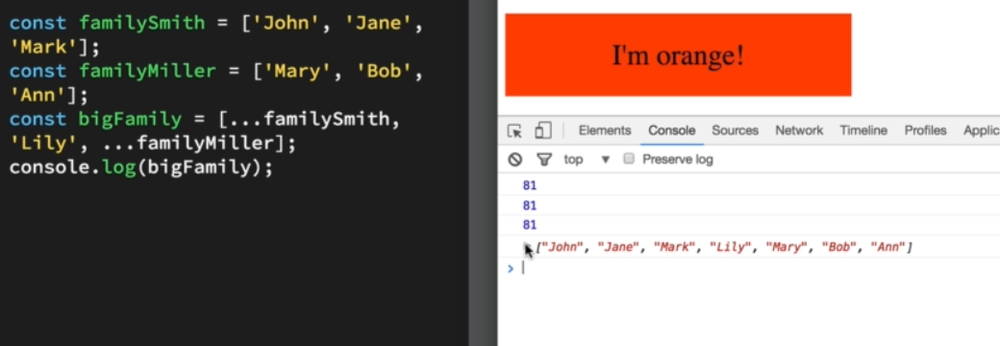 const familySmith = ['John', 'Jane',
'Mark'];
const familyMiller = ['Mary', 'Bob',
'Ann'];
const bigFamily = [...familySmith,
'Lily', ...familyMiller];
console.log(bigFamily);
I'm orange!
Elements Console Sources Network Timeline Profiles Applic
top ▼ Preserve log
81
81
81
["John", "Jane", "Mark", "Lily", "Mary", "Bob", "Ann"]
>